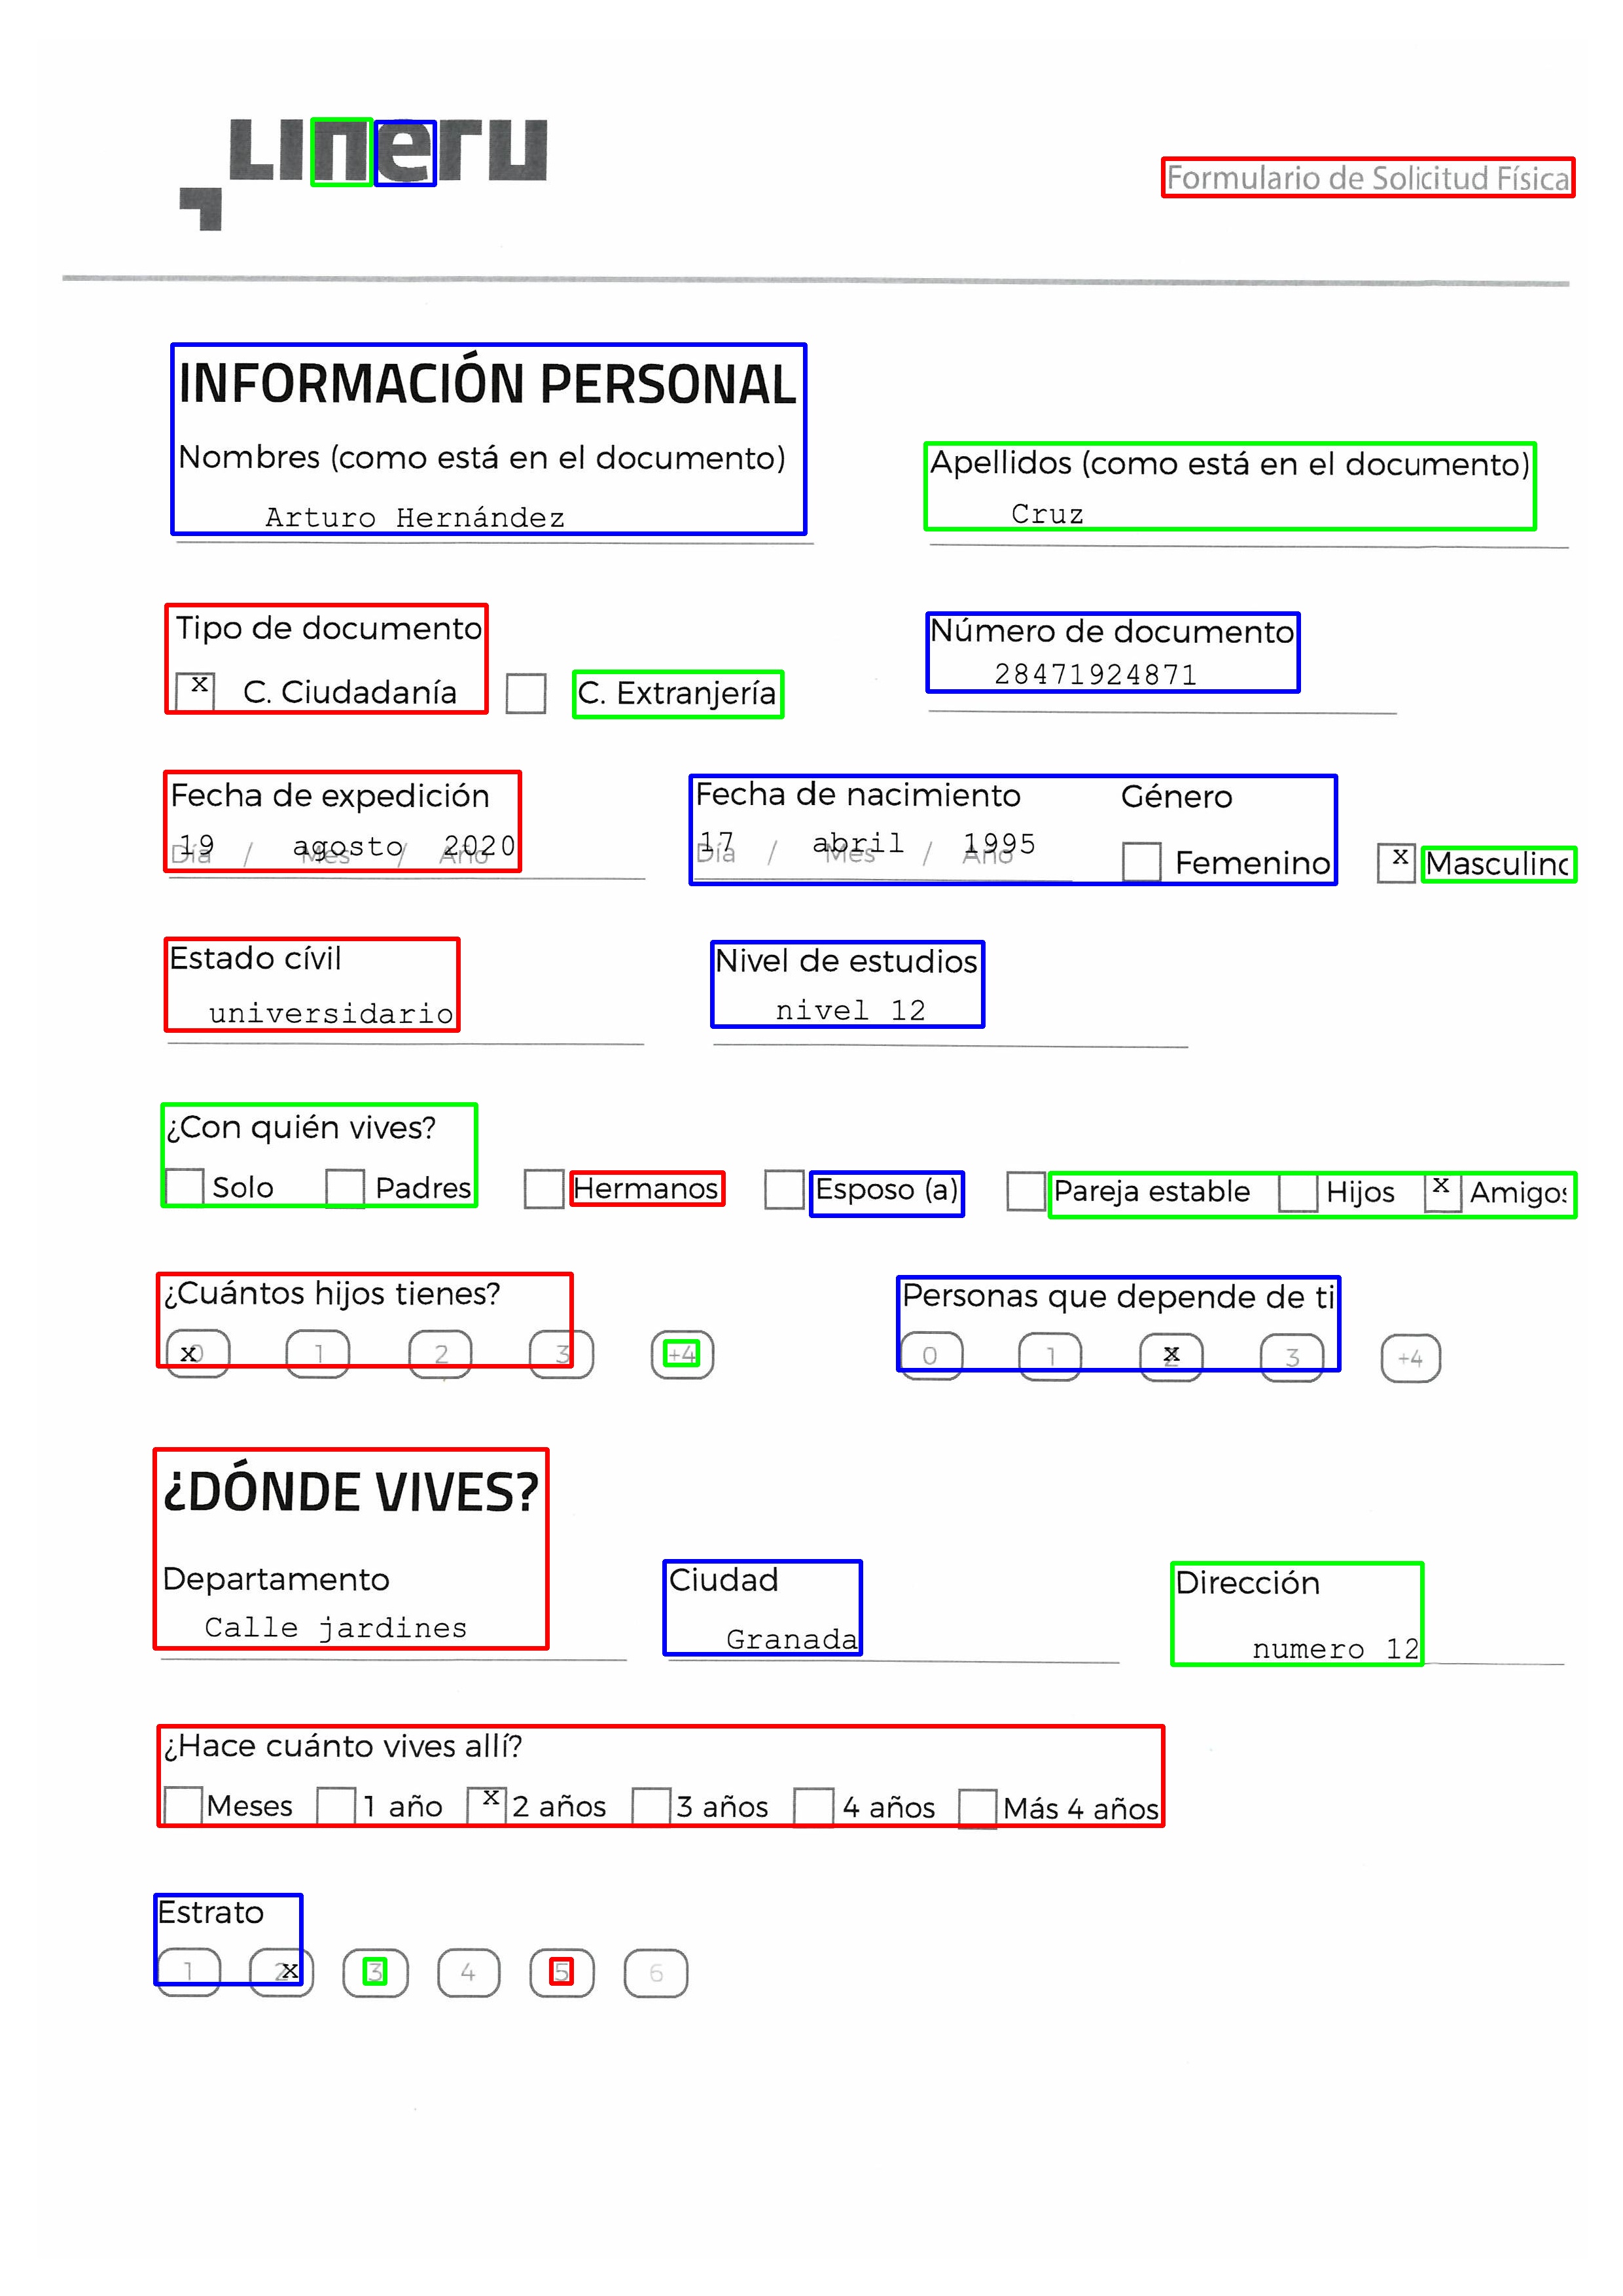 Lineru
Formulario de Solicitud Física
INFORMACIÓN PERSONAL
Nombres (como está en el documento) Apellidos (como está en el documento)
Arturo Hernández Cruz
Tipo de documento Número de documento
x C. Ciudadanía C. Extranjería 28471924871
Fecha de expedición Fecha de nacimiento Género
19 agosto 2020 17 abril 1995
Día / Mes / Año Día / Mes / Año Femenino x Masculino
Estado cívil Nivel de estudios
universidario nivel 12
¿Con quién vives?
Solo Padres Hermanos Esposo (a) Pareja estable Hijos x Amigos
¿Cuántos hijos tienes? Personas que depende de ti
x 0 1 2 3 +4 0 1 x 2 3 +4
¿DÓNDE VIVES?
Departamento Ciudad Dirección
Calle jardines Granada numero 12
¿Hace cuánto vives allí?
Meses 1 año x 2 años 3 años 4 años Más 4 años
Estrato
1 2 x 3 4 5 6